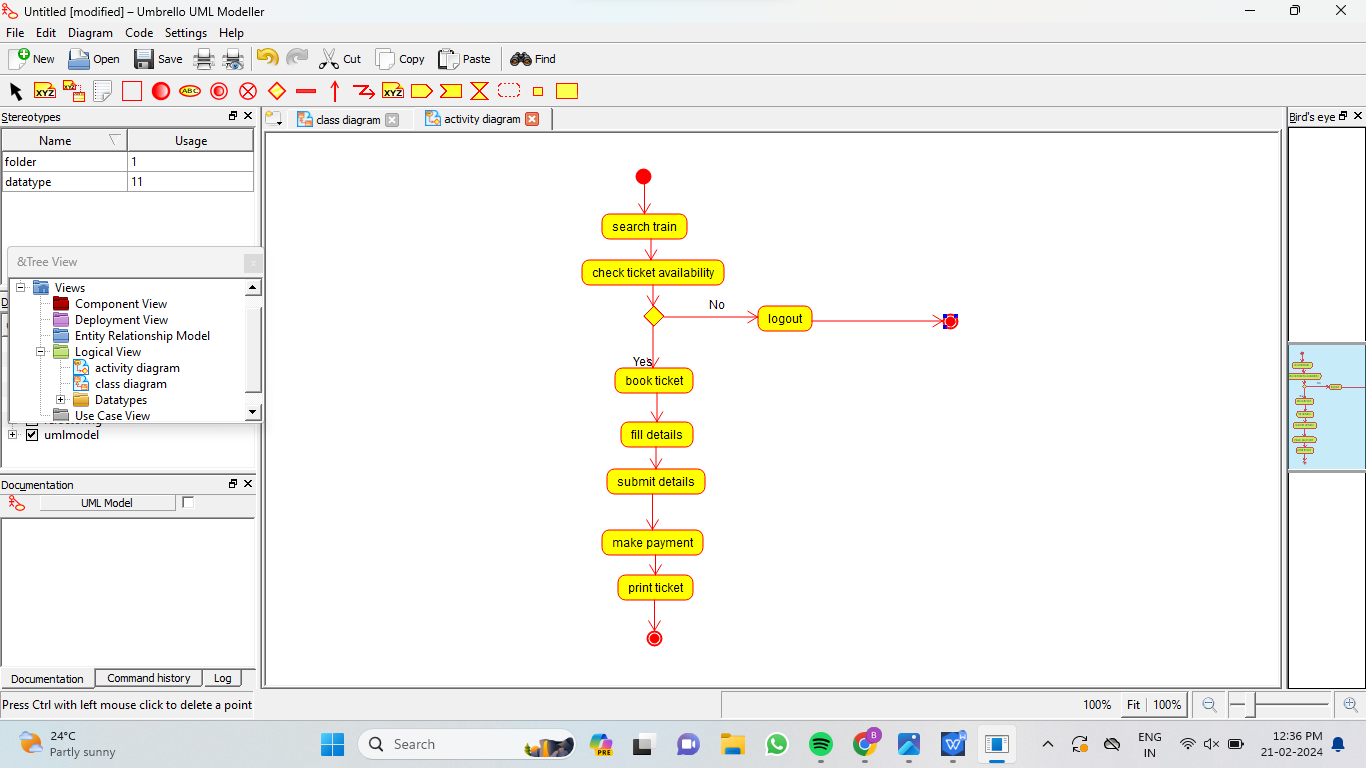 Untitled [modified] – Umbrello UML Modeller
File Edit Diagram Code Settings Help
New Open Save Cut Copy Paste Find
XYZ XYZ ABC XYZ
Stereotypes
class diagram activity diagram
Bird's eye
Name Usage
folder 1
datatype 11
&Tree View
Views
Component View
Deployment View
Entity Relationship Model
Logical View
activity diagram
class diagram
Datatypes
Use Case View
umlmodel
Documentation
UML Model
Documentation Command history Log
search train
check ticket availability
No
logout
Yes
book ticket
fill details
submit details
make payment
print ticket
Press Ctrl with left mouse click to delete a point
100% Fit 100%
24°C
Partly sunny
Search
PRE
B
W
ENG
IN
12:36 PM
21-02-2024